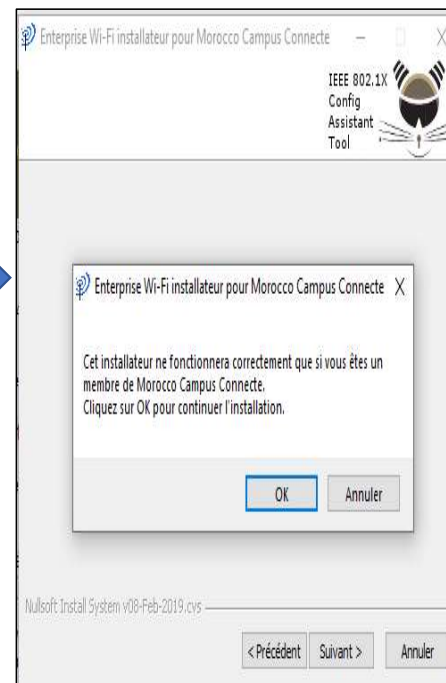 Enterprise Wi-Fi installateur pour Morocco Campus Connecte
IEEE 802.1X
Config
Assistant
Tool
Enterprise Wi-Fi installateur pour Morocco Campus Connecte
Cet installateur ne fonctionnera correctement que si vous êtes un
membre de Morocco Campus Connecte.
Cliquez sur OK pour continuer l'installation.
OK
Annuler
Nullsoft Install System v08-Feb-2019.cvs
< Précédent
Suivant >
Annuler